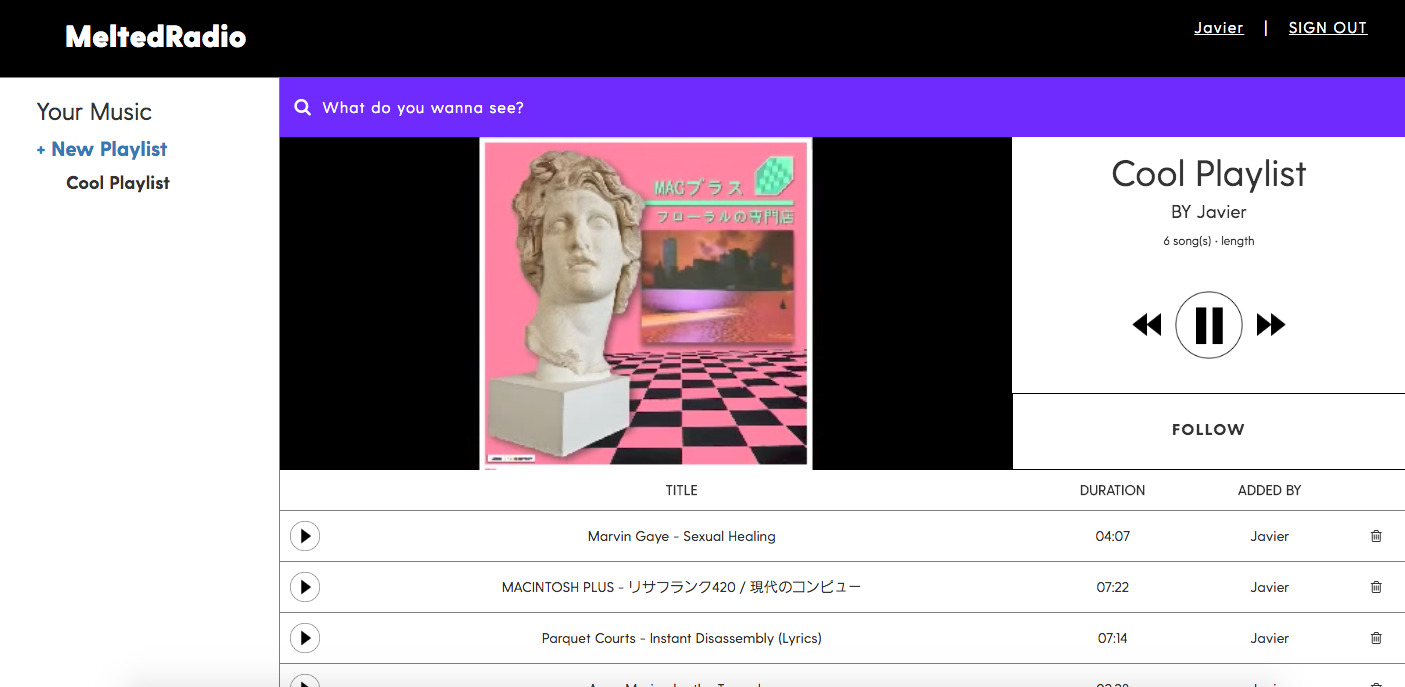 MeltedRadio
Javier | SIGN OUT
Your Music
+ New Playlist
Cool Playlist
What do you wanna see?
MACプラス
フローラルの専門店
Cool Playlist
BY Javier
6 song(s) · length
FOLLOW
TITLE DURATION ADDED BY
Marvin Gaye - Sexual Healing 04:07 Javier
MACINTOSH PLUS - リサフランク420 / 現代のコンピュー 07:22 Javier
Parquet Courts - Instant Disassembly (Lyrics) 07:14 Javier